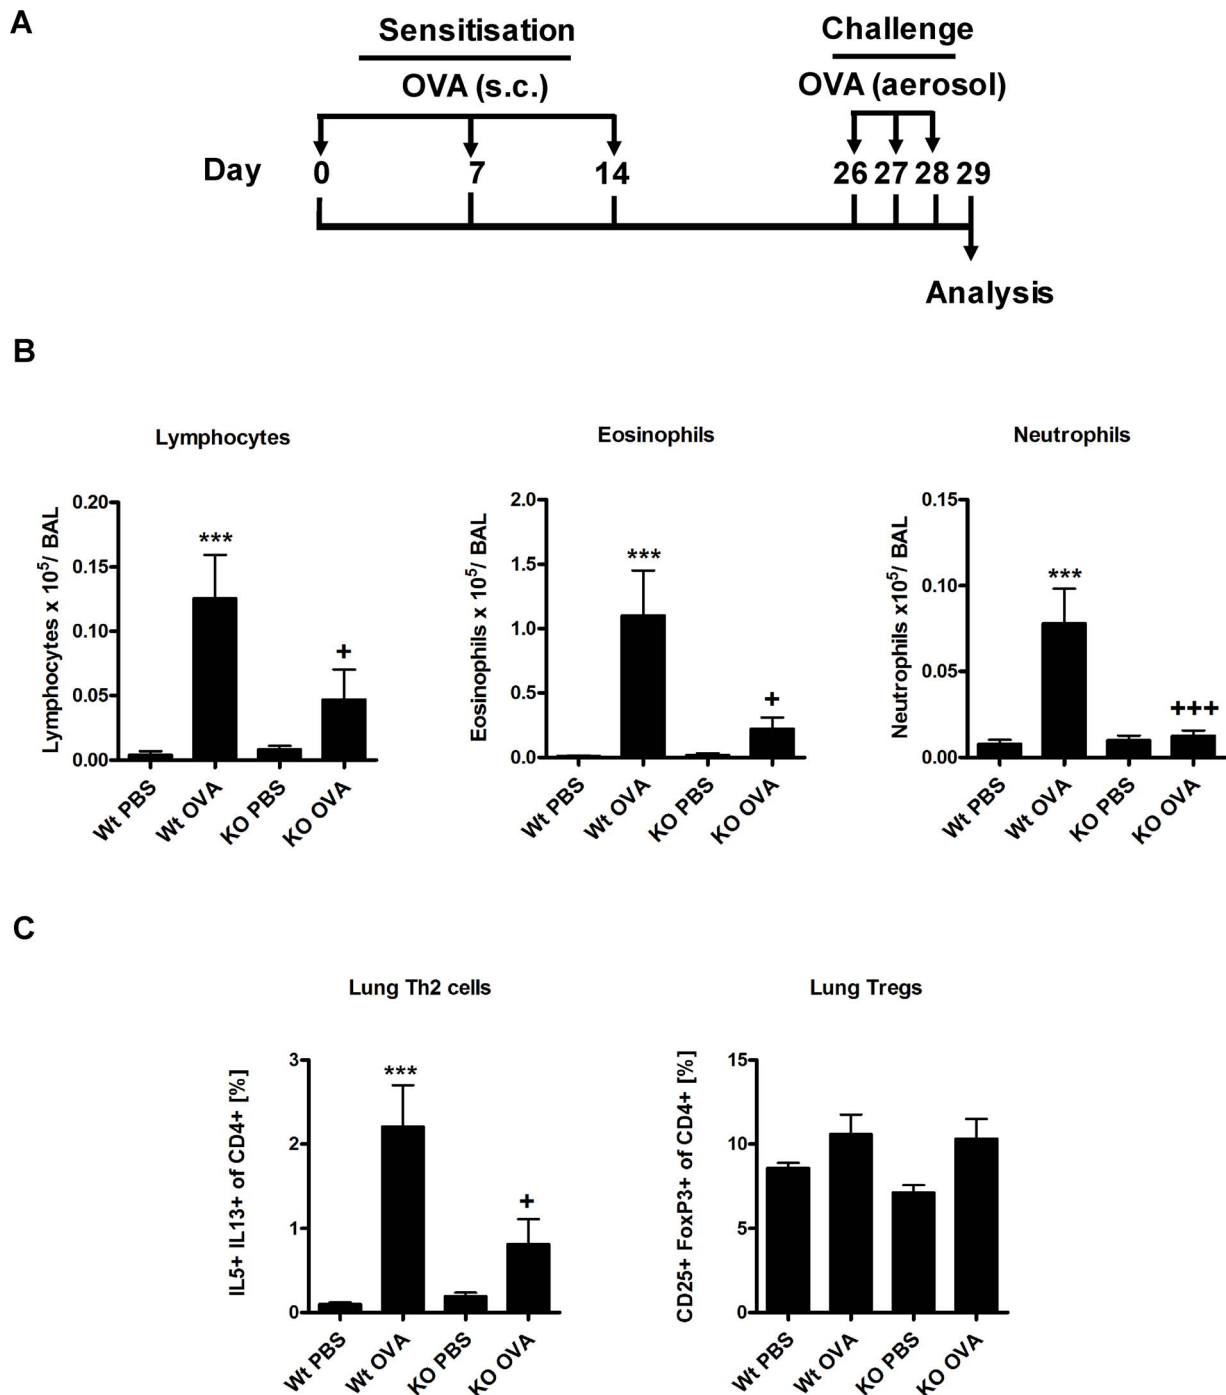 A
Sensitisation
Challenge
OVA (s.c.)
OVA (aerosol)
Day 0 7 14 26 27 28 29
Analysis
B
Lymphocytes
Lymphocytes x 10⁵/ BAL
0.20
0.15
0.10
0.05
0.00
***
+
Wt PBS
Wt OVA
KO PBS
KO OVA
Eosinophils
Eosinophils x 10⁵/ BAL
2.0
1.5
1.0
0.5
0.0
***
+
Wt PBS
Wt OVA
KO PBS
KO OVA
Neutrophils
Neutrophils x10⁵/ BAL
0.15
0.10
0.05
0.00
***
+++
Wt PBS
Wt OVA
KO PBS
KO OVA
C
Lung Th2 cells
IL5+ IL13+ of CD4+ [%]
3
2
1
0
***
+
Wt PBS
Wt OVA
KO PBS
KO OVA
Lung Tregs
CD25+ FoxP3+ of CD4+ [%]
15
10
5
0
Wt PBS
Wt OVA
KO PBS
KO OVA